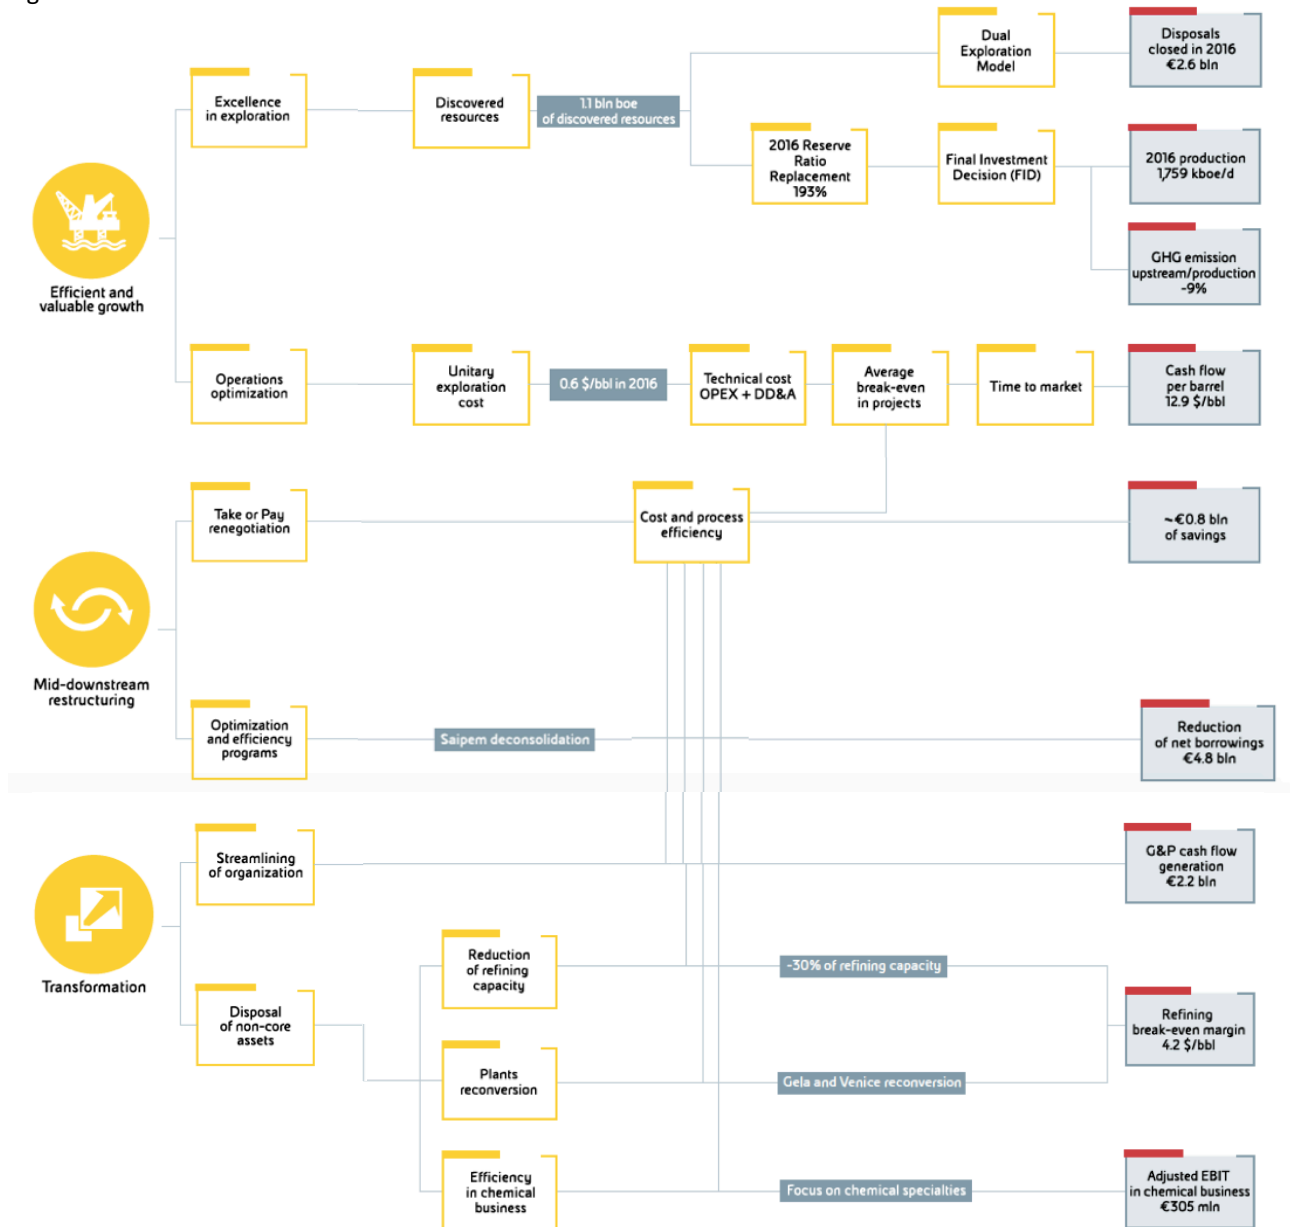 Dual
Exploration
Model
Disposals
closed in 2016
€2.6 bln
Excellence
in exploration
Discovered
resources
1.1 bln boe
of discovered resources
2016 Reserve
Ratio
Replacement
193%
Final Investment
Decision (FID)
2016 production
1,759 kboe/d
GHG emission
upstream/production
-9%
Efficient and
valuable growth
Operations
optimization
Unitary
exploration
cost
0.6 $/bbl in 2016
Technical cost
OPEX + DD&A
Average
break-even
in projects
Time to market
Cash flow
per barrel
12.9 $/bbl
Take or Pay
renegotiation
Cost and process
efficiency
~€0.8 bln
of savings
Mid-downstream
restructuring
Optimization
and efficiency
programs
Saipem deconsolidation
Reduction
of net borrowings
€4.8 bln
Streamlining
of organization
G&P cash flow
generation
€2.2 bln
Transformation
Reduction
of refining
capacity
-30% of refining capacity
Disposal
of non-core
assets
Refining
break-even margin
4.2 $/bbl
Plants
reconversion
Gela and Venice reconversion
Efficiency
in chemical
business
Focus on chemical specialties
Adjusted EBIT
in chemical business
€305 mln